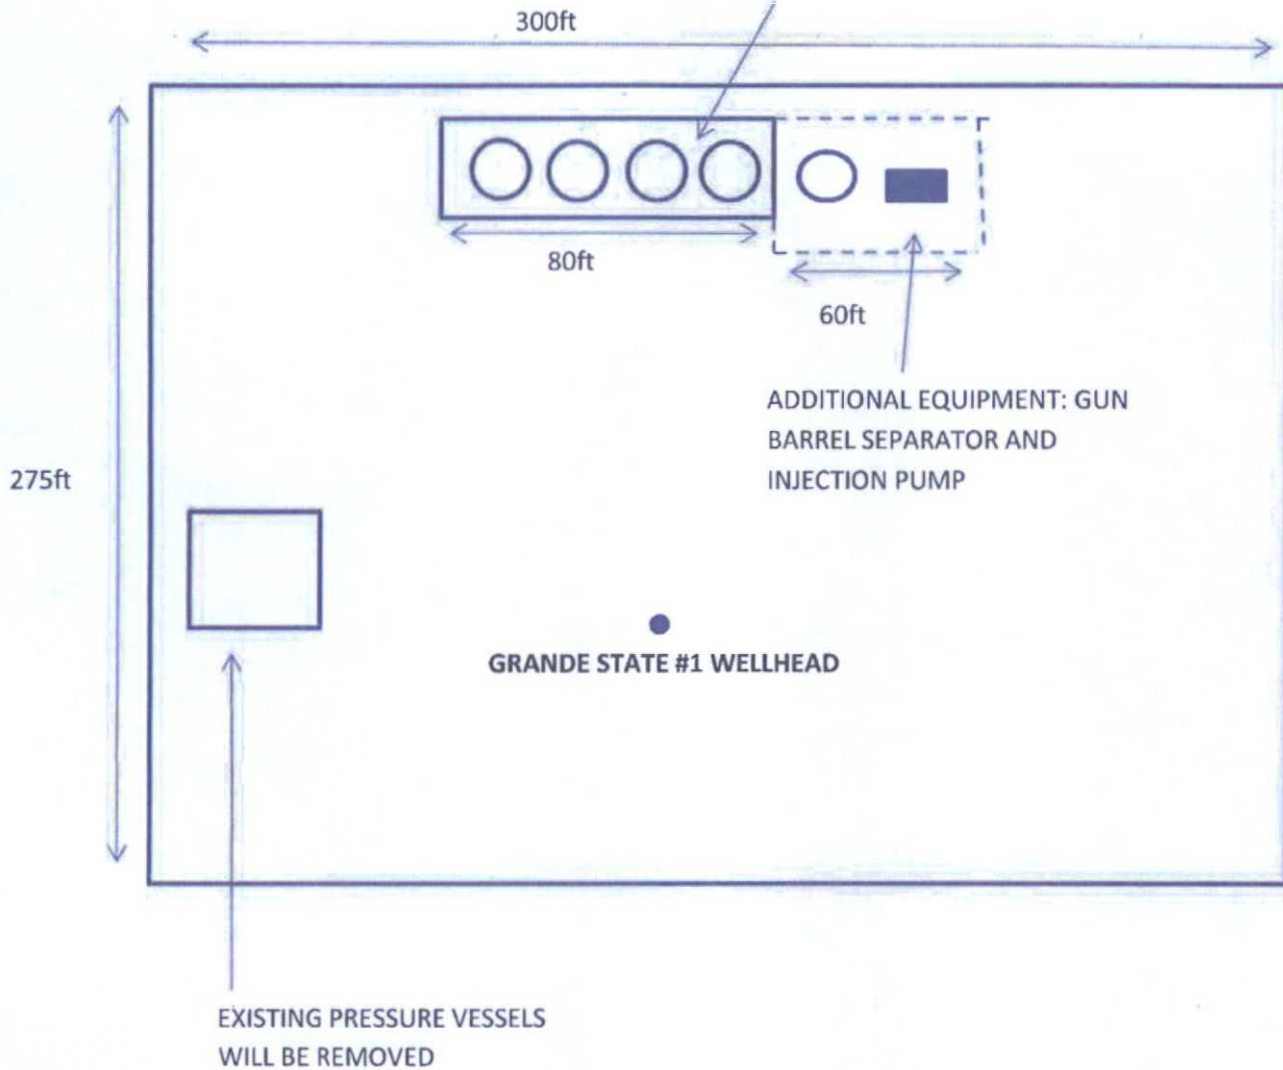 300ft
80ft
60ft
ADDITIONAL EQUIPMENT: GUN
BARREL SEPARATOR AND
INJECTION PUMP
275ft
GRANDE STATE #1 WELLHEAD
EXISTING PRESSURE VESSELS
WILL BE REMOVED